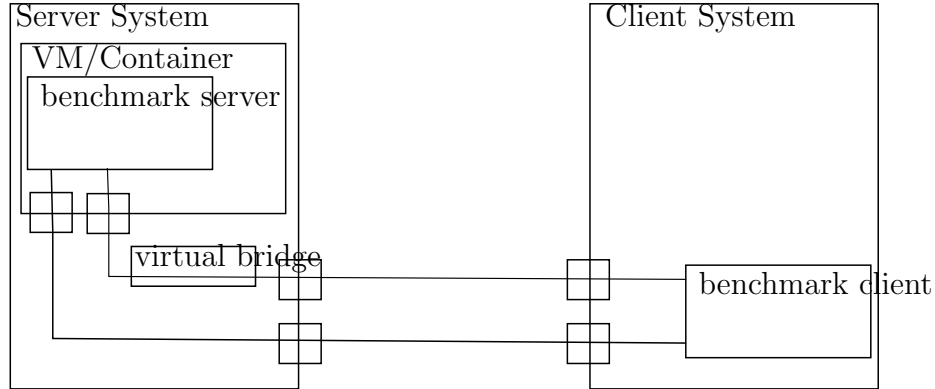 Server System
VM/Container
benchmark server
virtual bridge
Client System
benchmark client